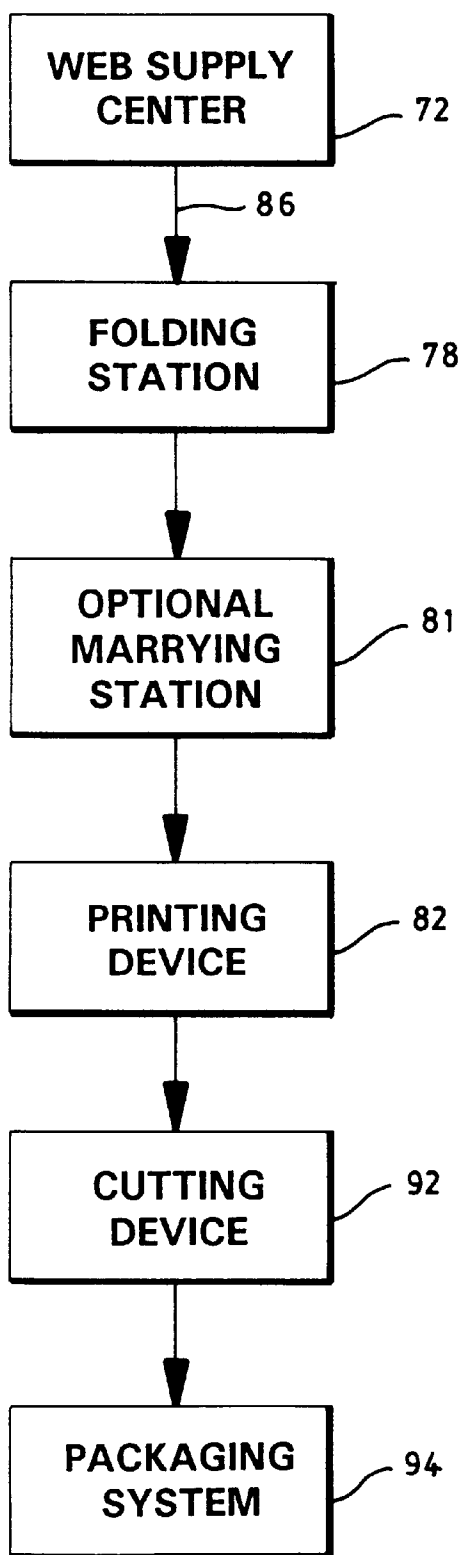 WEB SUPPLY
CENTER
72
86
FOLDING
STATION
78
OPTIONAL
MARRYING
STATION
81
PRINTING
DEVICE
82
CUTTING
DEVICE
92
PACKAGING
SYSTEM
94